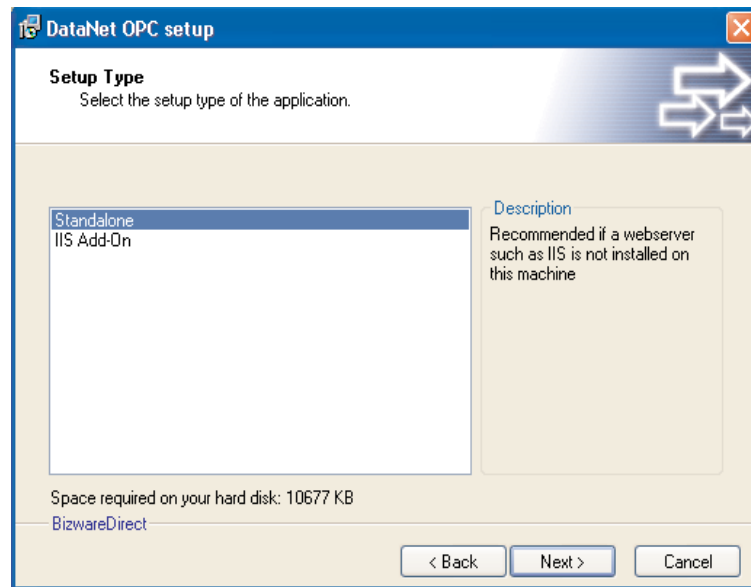 DataNet OPC setup
Setup Type
Select the setup type of the application.
Standalone
IIS Add-On
Description
Recommended if a webserver
such as IIS is not installed on
this machine
Space required on your hard disk: 10677 KB
BizwareDirect
< Back
Next >
Cancel